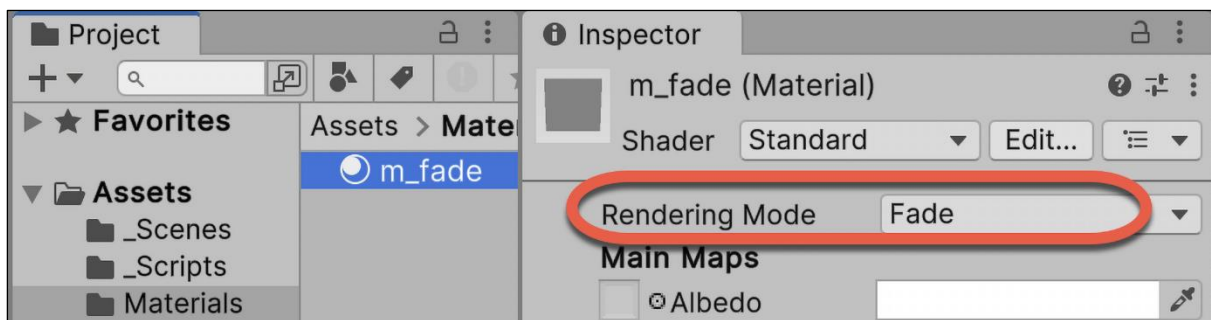 Project
Favorites
Assets > Mate
m_fade
Assets
_Scenes
_Scripts
Materials
Inspector
m_fade (Material)
Shader Standard Edit...
Rendering Mode Fade
Main Maps
Albedo